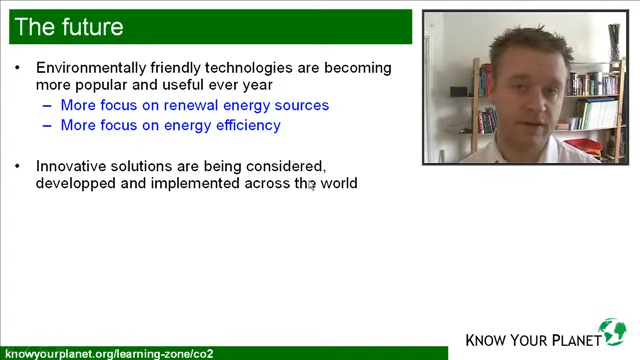 The future
• Environmentally friendly technologies are becoming
more popular and useful ever year
– More focus on renewal energy sources
– More focus on energy efficiency
• Innovative solutions are being considered,
developped and implemented across the world
KNOW YOUR PLANET
knowyourplanet.org/learning-zone/co2